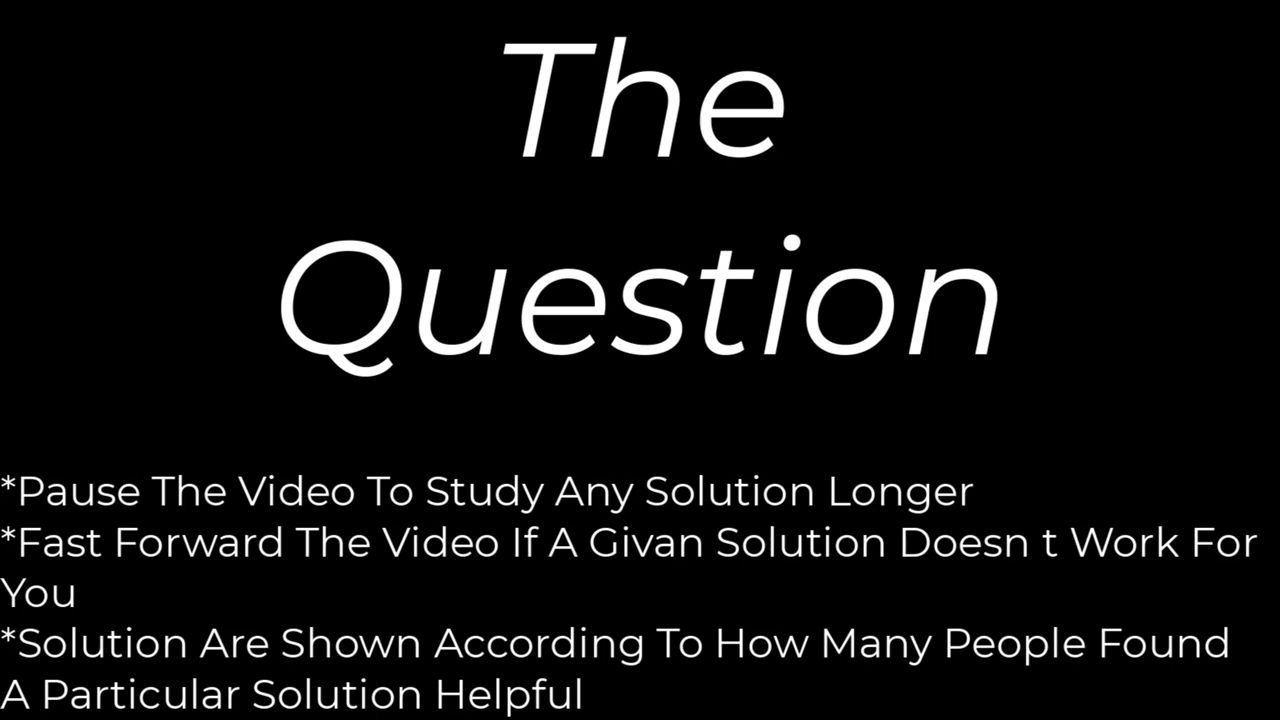 The
Question
*Pause The Video To Study Any Solution Longer
*Fast Forward The Video If A Givan Solution Doesn t Work For
You
*Solution Are Shown According To How Many People Found
A Particular Solution Helpful